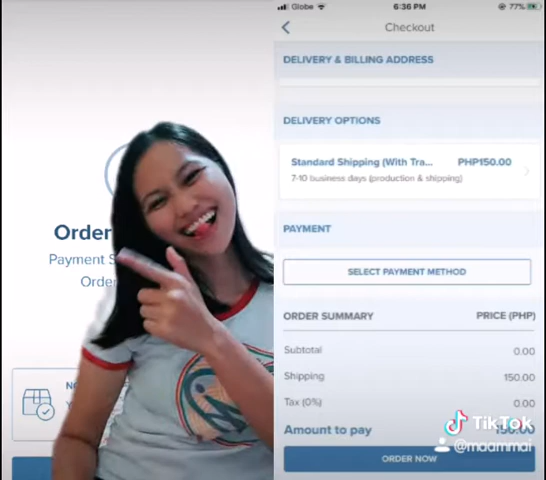 Globe
6:36 PM
77%
Checkout
DELIVERY & BILLING ADDRESS
DELIVERY OPTIONS
Standard Shipping (With Tra... PHP150.00
7-10 business days (production & shipping)
PAYMENT
SELECT PAYMENT METHOD
ORDER SUMMARY PRICE (PHP)
Subtotal 0.00
Shipping 150.00
Tax (0%) 0.00
Amount to pay 150.00
ORDER NOW
TikTok
@maammai
Order
Payment S
Order